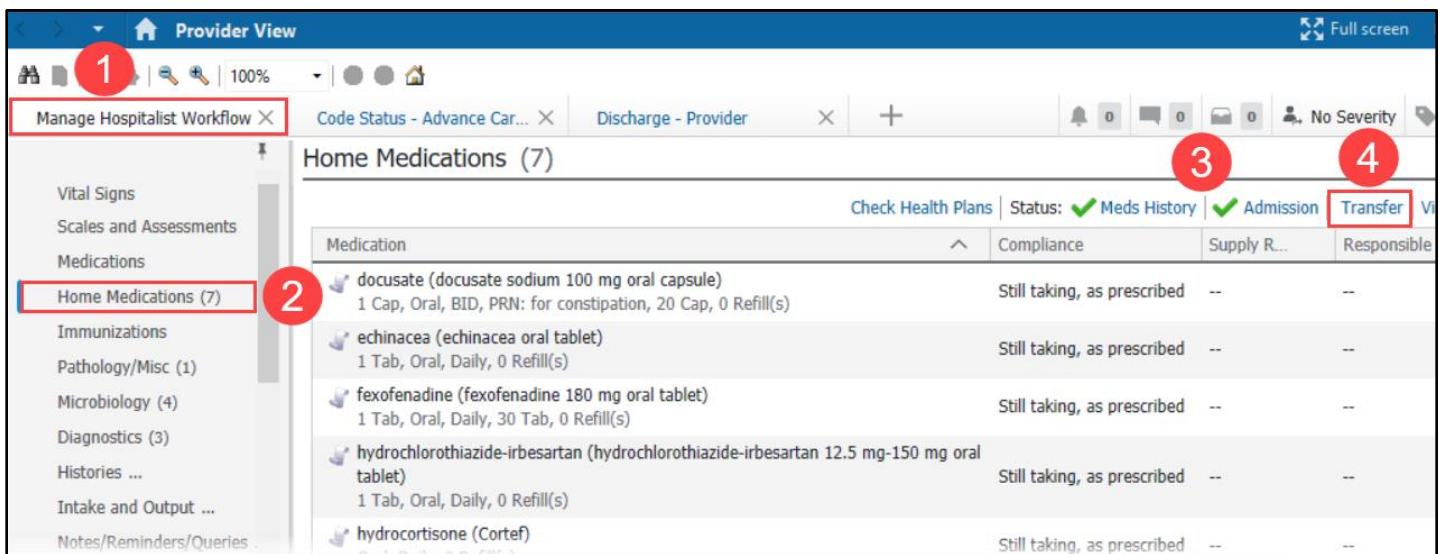 Provider View
Full screen
1
100%
Manage Hospitalist Workflow
Code Status - Advance Car...
Discharge - Provider
0
0
0
No Severity
Home Medications (7)
3
4
Check Health Plans
Status:
Meds History
Admission
Transfer
Vital Signs
Scales and Assessments
Medications
Home Medications (7)
2
Immunizations
Pathology/Misc (1)
Microbiology (4)
Diagnostics (3)
Histories ...
Intake and Output ...
Notes/Reminders/Queries .
Medication
Compliance
Supply R...
Responsible
docusate (docusate sodium 100 mg oral capsule)
1 Cap, Oral, BID, PRN: for constipation, 20 Cap, 0 Refill(s)
Still taking, as prescribed
--
--
echinacea (echinacea oral tablet)
1 Tab, Oral, Daily, 0 Refill(s)
Still taking, as prescribed
--
--
fexofenadine (fexofenadine 180 mg oral tablet)
1 Tab, Oral, Daily, 30 Tab, 0 Refill(s)
Still taking, as prescribed
--
--
hydrochlorothiazide-irbesartan (hydrochlorothiazide-irbesartan 12.5 mg-150 mg oral
tablet)
1 Tab, Oral, Daily, 0 Refill(s)
Still taking, as prescribed
--
--
hydrocortisone (Cortef)
Still taking, as prescribed
--
--